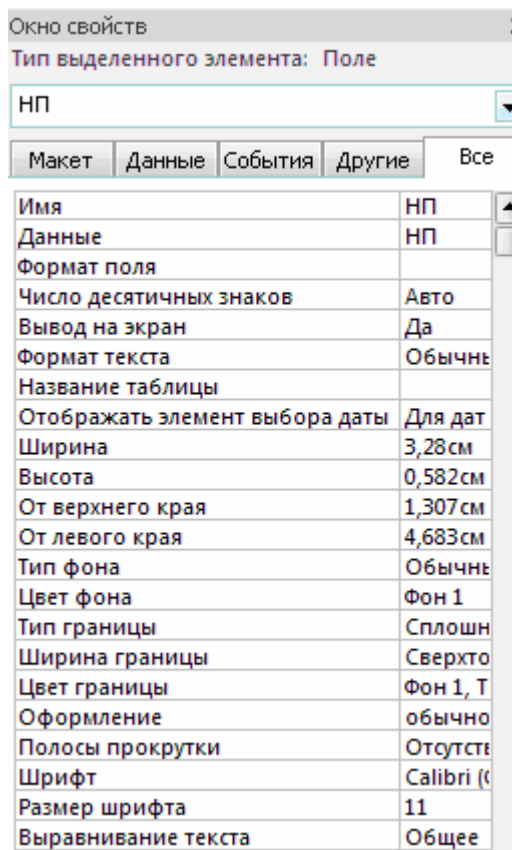 Окно свойств
Тип выделенного элемента: Поле
НП
Макет Данные События Другие Все
Имя НП
Данные НП
Формат поля
Число десятичных знаков Авто
Вывод на экран Да
Формат текста Обычны
Название таблицы
Отображать элемент выбора даты Для дат
Ширина 3,28см
Высота 0,582см
От верхнего края 1,307см
От левого края 4,683см
Тип фона Обычны
Цвет фона Фон 1
Тип границы Сплошн
Ширина границы Сверхто
Цвет границы Фон 1, Т
Оформление обычно
Полосы прокрутки Отсутств
Шрифт Calibri (
Размер шрифта 11
Выравнивание текста Общее